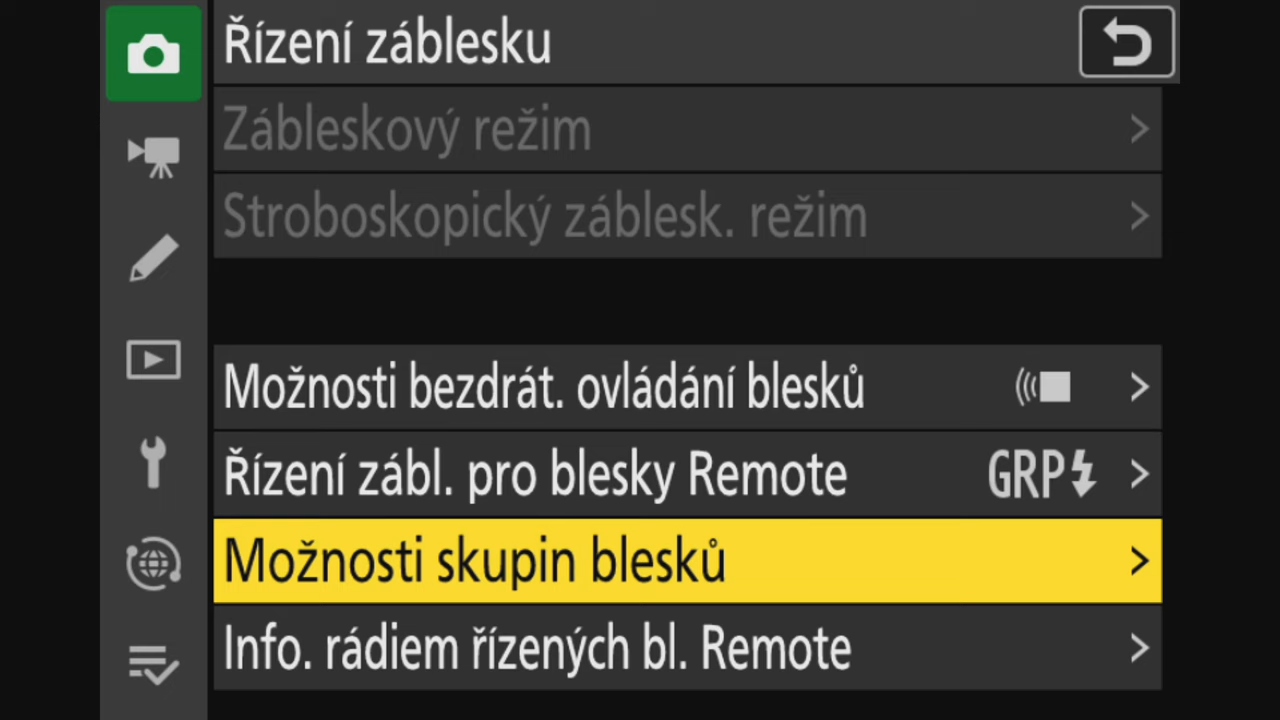 Řízení záblesku
Zábleskový režim
Stroboskopický záblesk. režim
Možnosti bezdrát. ovládání blesků
Řízení zábl. pro blesky Remote GRP
Možnosti skupin blesků
Info. rádiem řízených bl. Remote